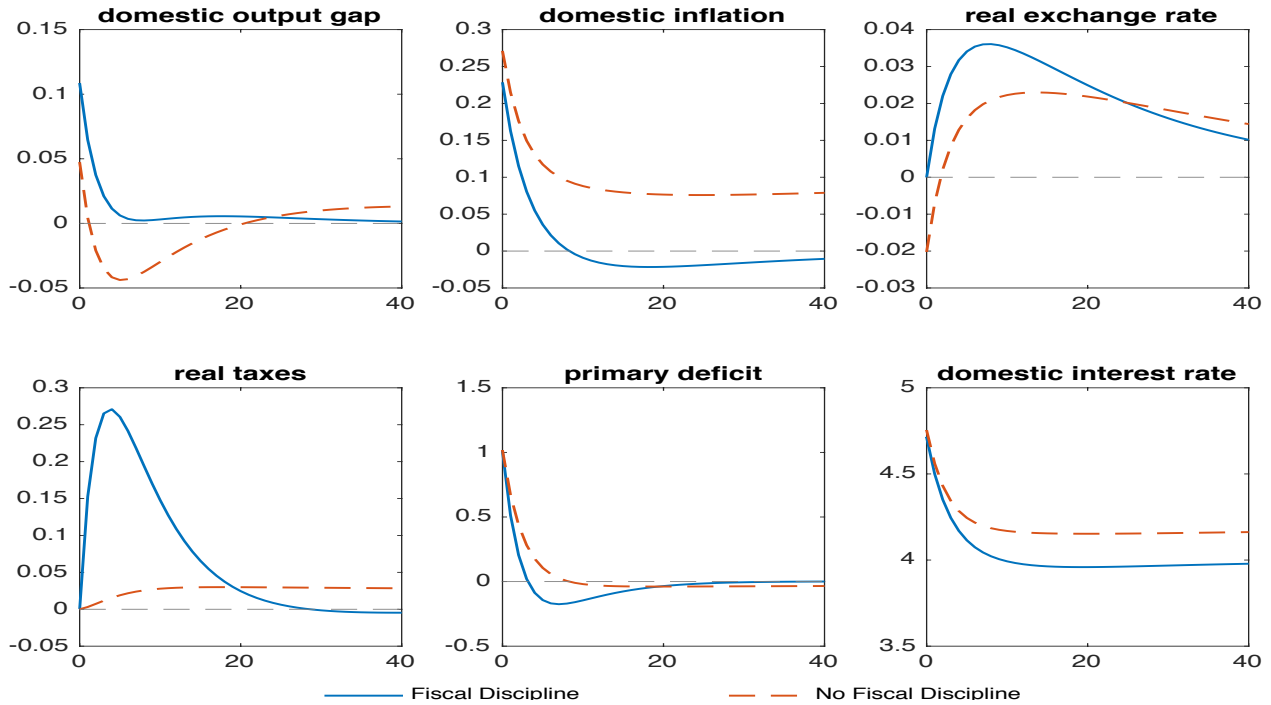 domestic output gap
0.15
0.1
0.05
0
-0.05
0 20 40
domestic inflation
0.3
0.25
0.2
0.15
0.1
0.05
0
-0.05
0 20 40
real exchange rate
0.04
0.03
0.02
0.01
0
-0.01
-0.02
-0.03
0 20 40
real taxes
0.3
0.25
0.2
0.15
0.1
0.05
0
-0.05
0 20 40
primary deficit
1.5
1
0.5
0
-0.5
0 20 40
domestic interest rate
5
4.5
4
3.5
0 20 40
Fiscal Discipline No Fiscal Discipline